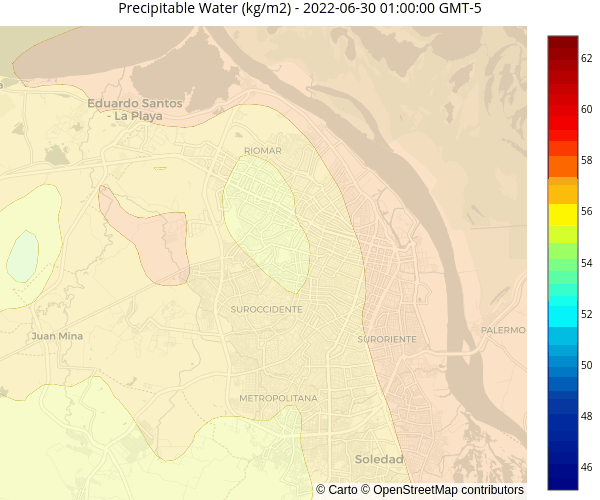 Precipitable Water (kg/m2) - 2022-06-30 01:00:00 GMT-5
62
60
58
56
54
52
50
48
46
Eduardo Santos
- La Playa
RIOMAR
SUROCCIDENTE
Juan Mina
SURORIENTE
PALERMO
METROPOLITANA
Soledad
© Carto © OpenStreetMap contributors